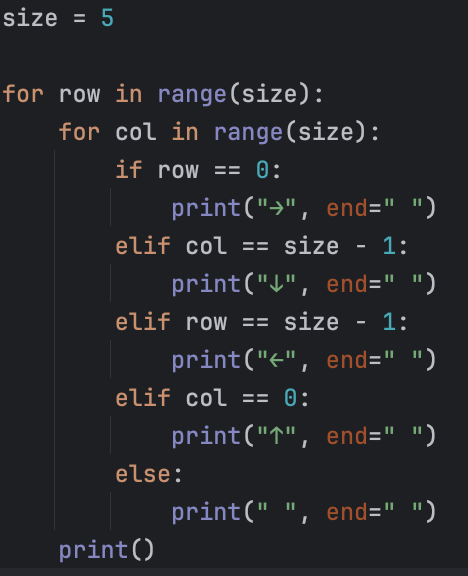 size = 5

for row in range(size):
    for col in range(size):
        if row == 0:
            print("→", end=" ")
        elif col == size - 1:
            print("↓", end=" ")
        elif row == size - 1:
            print("←", end=" ")
        elif col == 0:
            print("↑", end=" ")
        else:
            print(" ", end=" ")
    print()